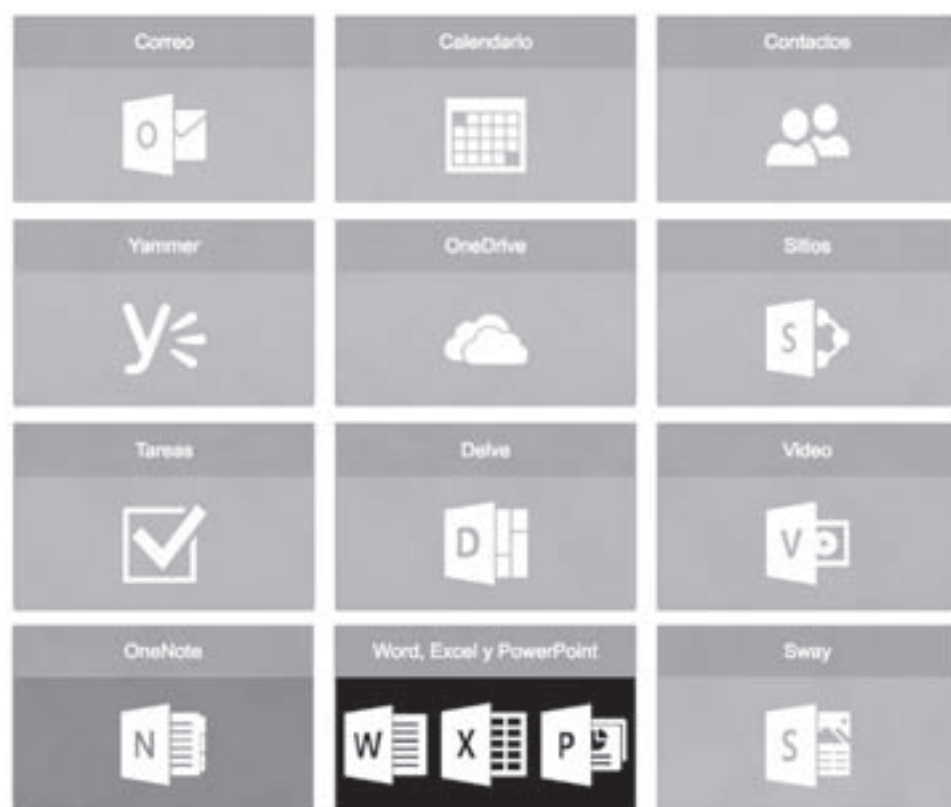 Correo Calendario Contactos
O
Yammer OneDrive Sitios
y S
Tareas Delve Video
D V
OneNote Word, Excel y PowerPoint Sway
N W X P S